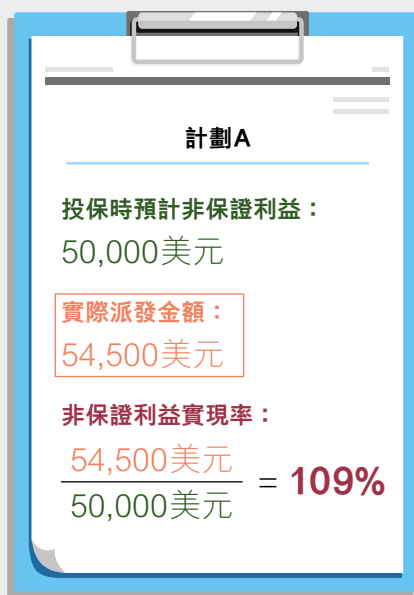 計劃A
投保時預計非保證利益：
50,000美元
實際派發金額：
54,500美元
非保證利益實現率：
54,500美元
50,000美元
= 109%